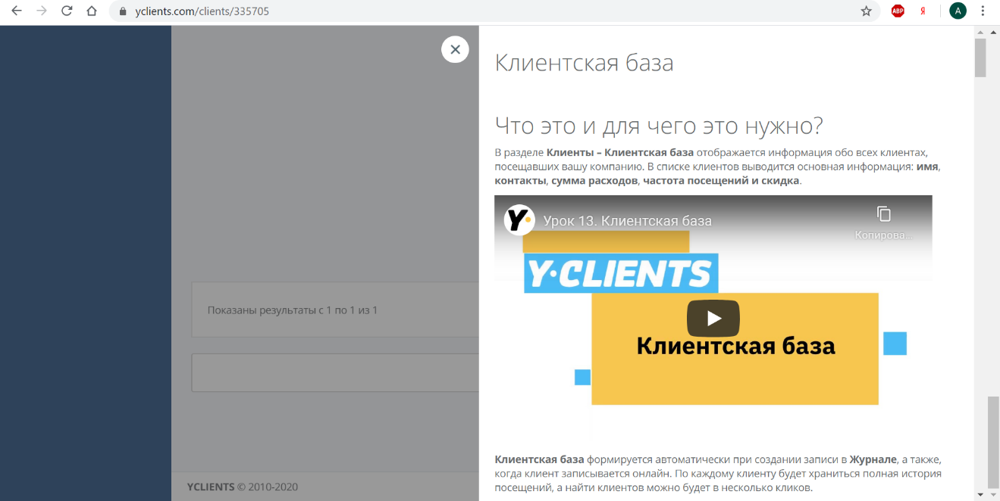 yclients.com/clients/335705
ABP
Я
A
Клиентская база
Что это и для чего это нужно?
В разделе Клиенты – Клиентская база отображается информация обо всех клиентах,
посещавших вашу компанию. В списке клиентов выводится основная информация: имя,
контакты, сумма расходов, частота посещений и скидка.
Y
Урок 13. Клиентская база
Копирова...
Y·CLIENTS
Клиентская база
Показаны результаты с 1 по 1 из 1
Клиентская база формируется автоматически при создании записи в Журнале, а также,
когда клиент записывается онлайн. По каждому клиенту будет храниться полная история
посещений, а найти клиентов можно будет в несколько кликов.
YCLIENTS © 2010-2020